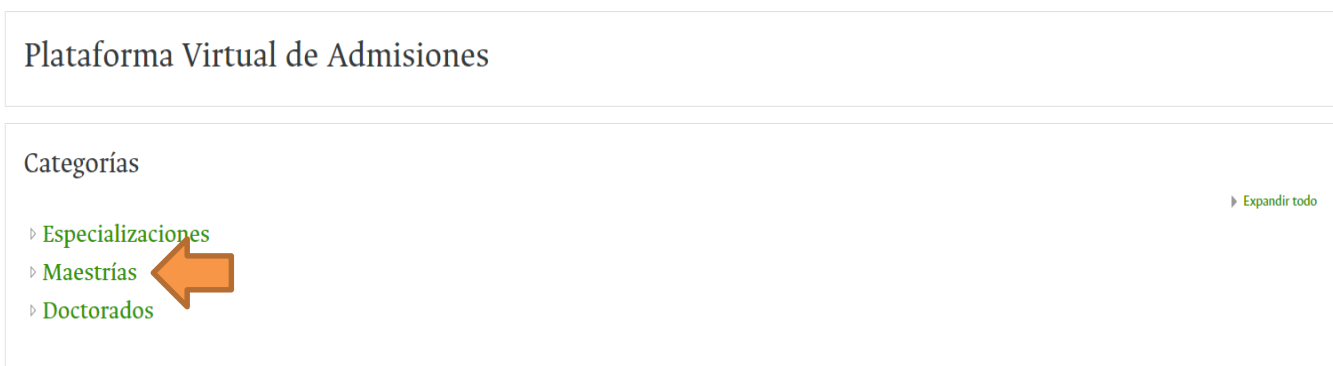 Plataforma Virtual de Admisiones
Categorías
Expandir todo
Especializaciones
Maestrías
Doctorados